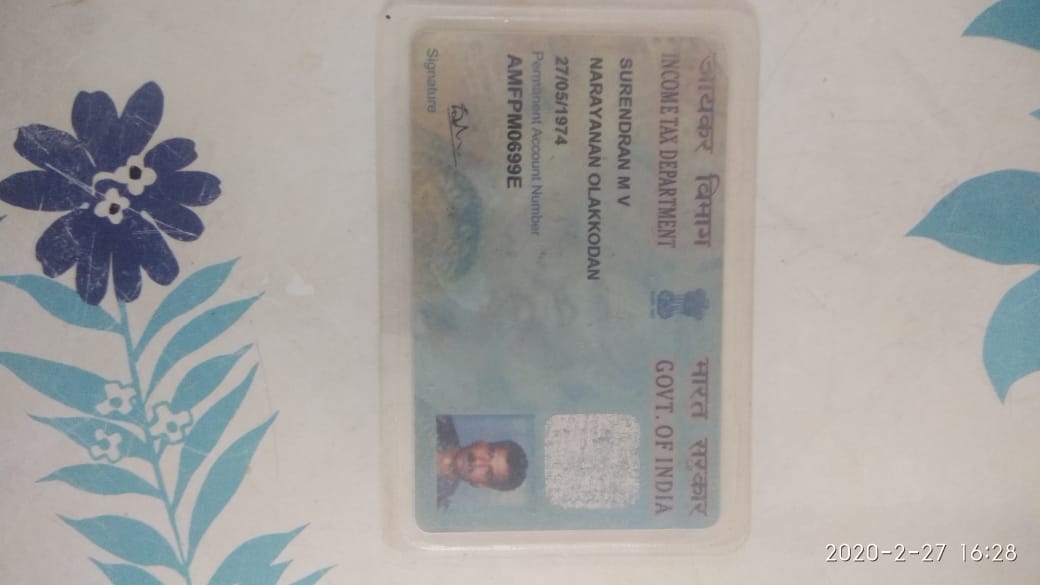 आयकर विभाग भारत सरकार
INCOME TAX DEPARTMENT GOVT. OF INDIA
SURENDRAN M V
NARAYANAN OLAKKODAN
27/05/1974
Permanent Account Number
AMFPM0699E
Signature
2020-2-27 16:28